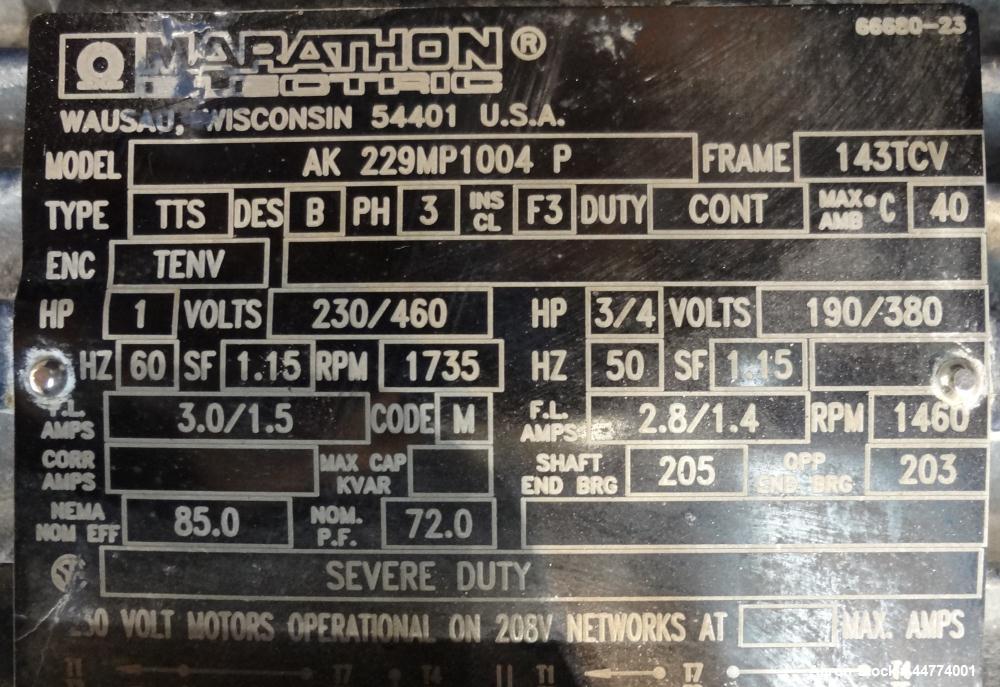 66680-23
MARATHON®
ELECTRIC
WAUSAU, WISCONSIN 54401 U.S.A.
MODEL AK 229MP1004 P FRAME 143TCV
TYPE TTS DES B PH 3 INS CL F3 DUTY CONT MAX AMB °C 40
ENC TENV
HP 1 VOLTS 230/460 HP 3/4 VOLTS 190/380
HZ 60 SF 1.15 RPM 1735 HZ 50 SF 1.15
F.L. AMPS 3.0/1.5 CODE M F.L. AMPS 2.8/1.4 RPM 1460
CORR AMPS MAX CAP KVAR SHAFT END BRG 205 OPP END BRG 203
NEMA NOM EFF 85.0 NOM. P.F. 72.0
SEVERE DUTY
VOLT MOTORS OPERATIONAL ON 208V NETWORKS AT MAX. AMPS
T1 T7 T4 T1 T7